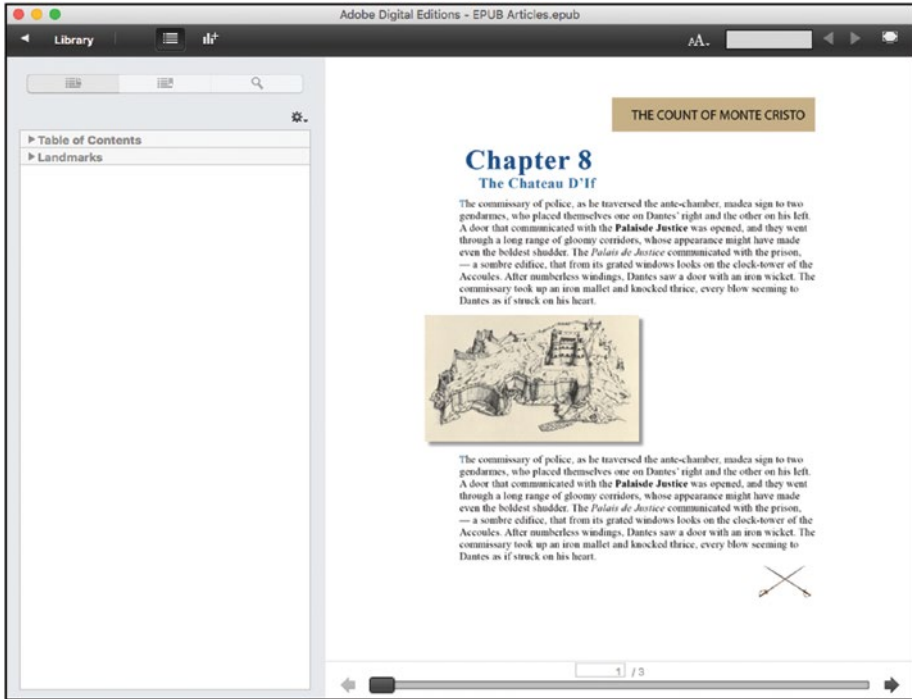 Adobe Digital Editions - EPUB Articles.epub
Library
AA
Table of Contents
Landmarks
THE COUNT OF MONTE CRISTO
Chapter 8
The Chateau D'If
The commissary of police, as he traversed the ante-chamber, madea sign to two
gendarmes, who placed themselves one on Dantes' right and the other on his left.
A door that communicated with the Palaisde Justice was opened, and they went
through a long range of gloomy corridors, whose appearance might have made
even the boldest shudder. The Palais de Justice communicated with the prison,
— a sombre edifice, that from its grated windows looks on the clock-tower of the
Accoules. After numberless windings, Dantes saw a door with an iron wicket. The
commissary took up an iron mallet and knocked thrice, every blow seeming to
Dantes as if struck on his heart.
The commissary of police, as he traversed the ante-chamber, madea sign to two
gendarmes, who placed themselves one on Dantes' right and the other on his left.
A door that communicated with the Palaisde Justice was opened, and they went
through a long range of gloomy corridors, whose appearance might have made
even the boldest shudder. The Palais de Justice communicated with the prison,
— a sombre edifice, that from its grated windows looks on the clock-tower of the
Accoules. After numberless windings, Dantes saw a door with an iron wicket. The
commissary took up an iron mallet and knocked thrice, every blow seeming to
Dantes as if struck on his heart.
1 / 3